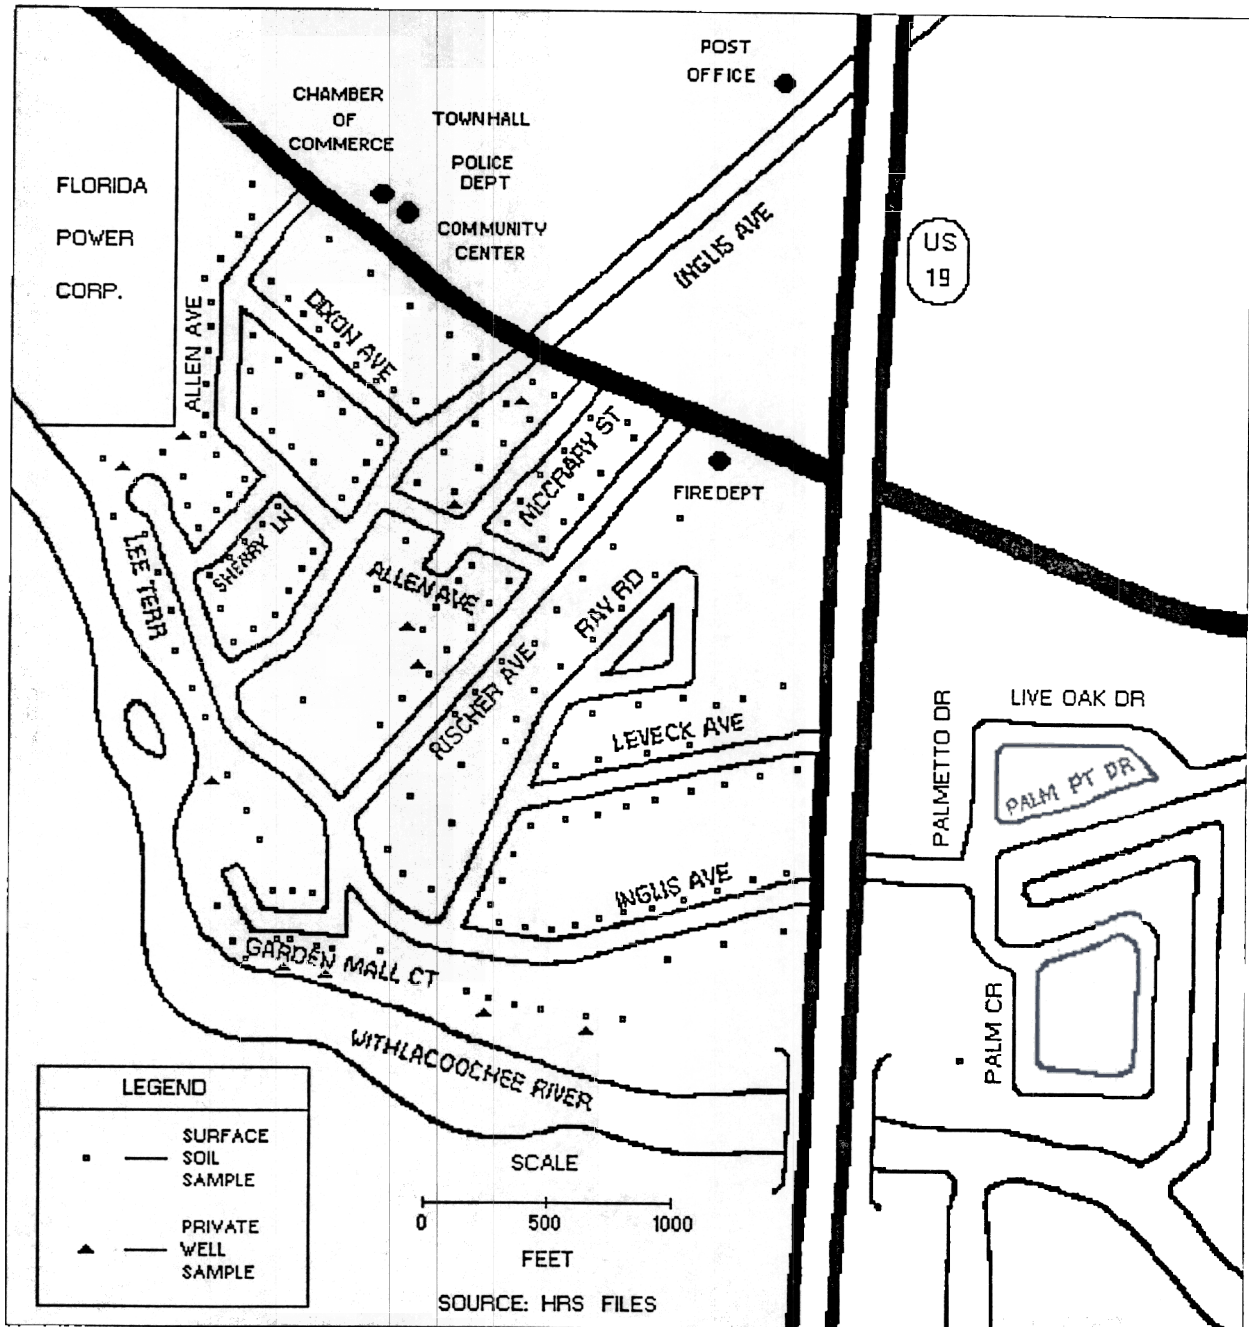 POST
OFFICE
CHAMBER
OF
COMMERCE
TOWNHALL
POLICE
DEPT
COMMUNITY
CENTER
FLORIDA
POWER
CORP.
INGLIS AVE
US
19
ALLEN AVE
DIXON AVE
MCCRARY ST
FIREDEPT
LEE TERR
SHERRY LN
ALLEN AVE
RAY RD
RISCHER AVE
LEVECK AVE
PALMETTO DR
LIVE OAK DR
PALM PT DR
INGLIS AVE
GARDEN MALL CT
PALM CR
WITHLACOOCHEE RIVER
LEGEND
SURFACE
SOIL
SAMPLE
PRIVATE
WELL
SAMPLE
SCALE
0 500 1000
FEET
SOURCE: HRS FILES